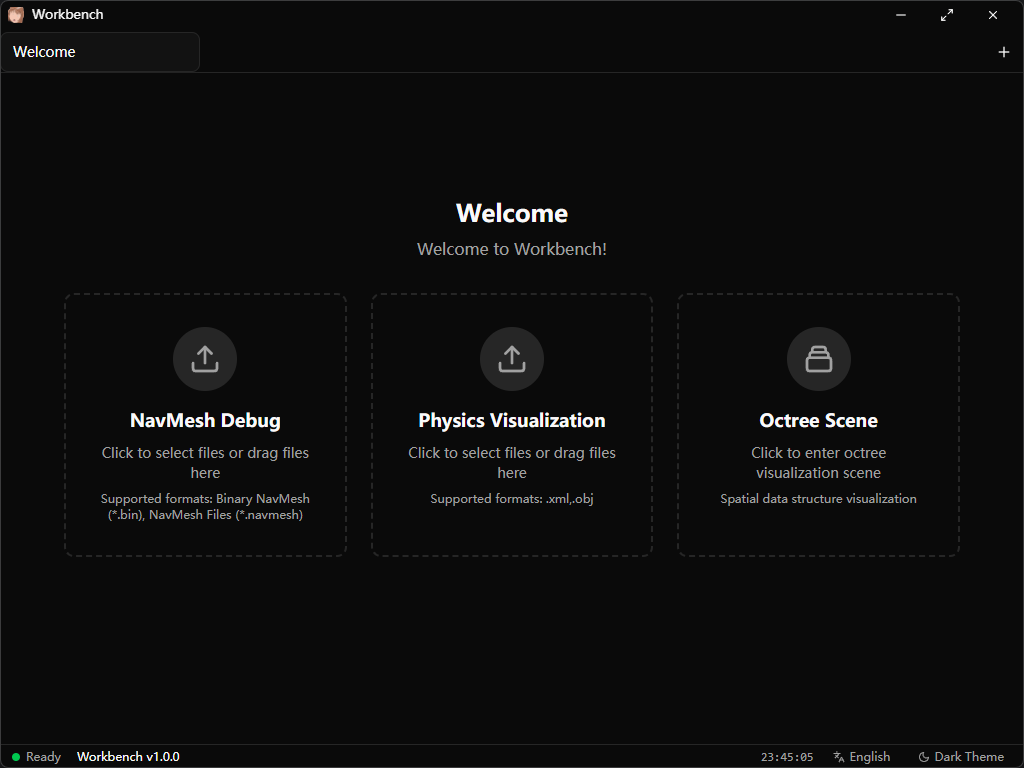 Workbench
Welcome
Welcome
Welcome to Workbench!
NavMesh Debug
Click to select files or drag files
here
Supported formats: Binary NavMesh
(*.bin), NavMesh Files (*.navmesh)
Physics Visualization
Click to select files or drag files
here
Supported formats: .xml,.obj
Octree Scene
Click to enter octree
visualization scene
Spatial data structure visualization
Ready Workbench v1.0.0 23:45:05 English Dark Theme